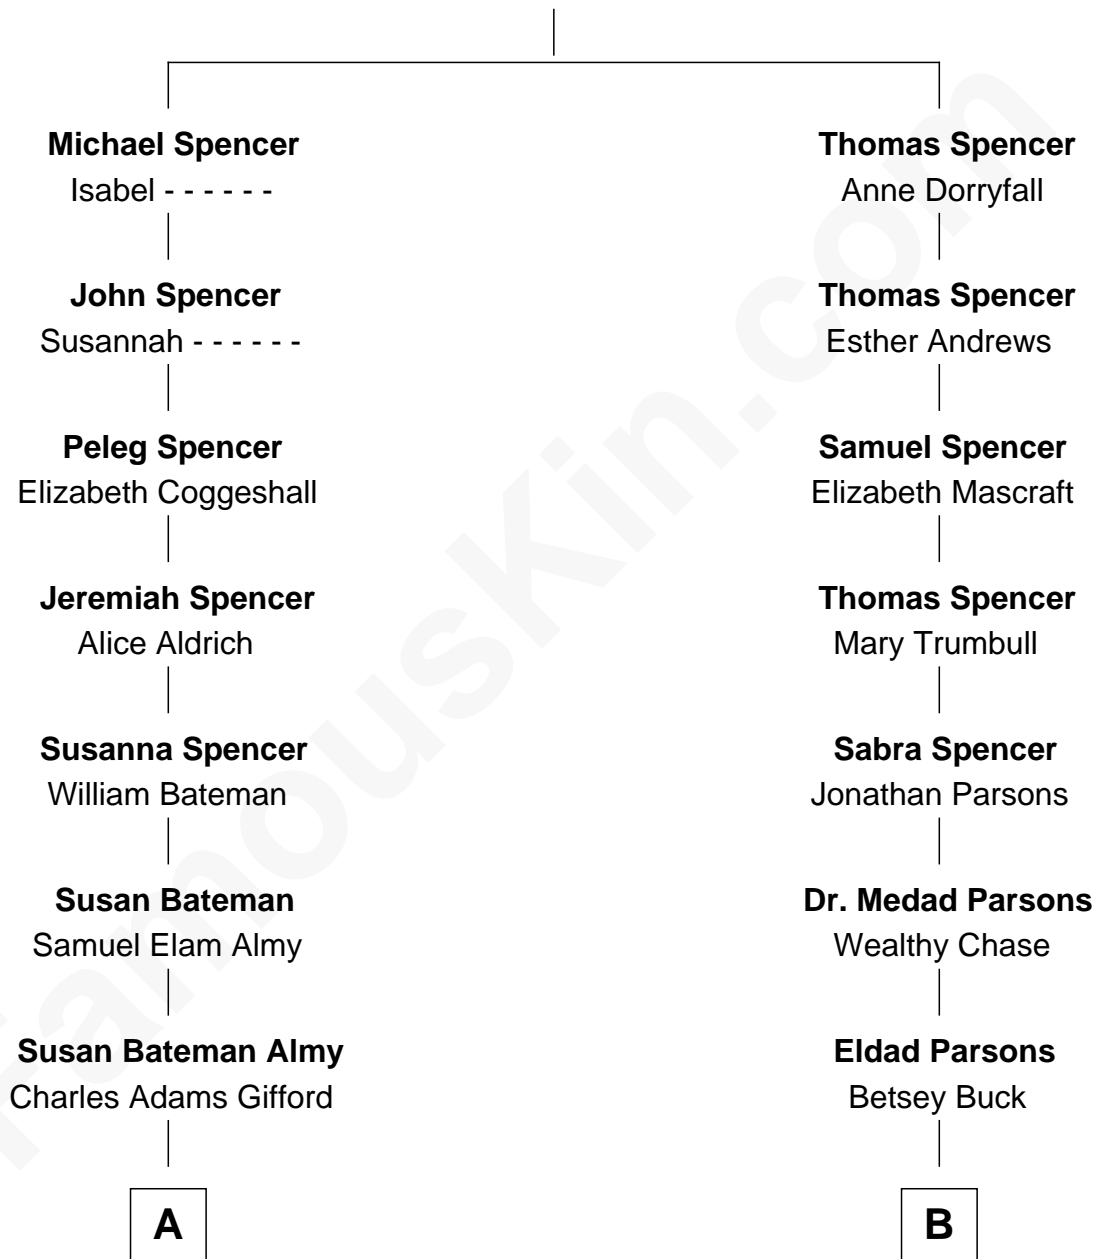 Michael Spencer
Isabel - - - - - -
John Spencer
Susannah - - - - - -
Peleg Spencer
Elizabeth Coggeshall
Jeremiah Spencer
Alice Aldrich
Susanna Spencer
William Bateman
Susan Bateman
Samuel Elam Almy
Susan Bateman Almy
Charles Adams Gifford
A
Thomas Spencer
Anne Dorryfall
Thomas Spencer
Esther Andrews
Samuel Spencer
Elizabeth Mascraft
Thomas Spencer
Mary Trumbull
Sabra Spencer
Jonathan Parsons
Dr. Medad Parsons
Wealthy Chase
Eldad Parsons
Betsey Buck
B
FamousKin.com